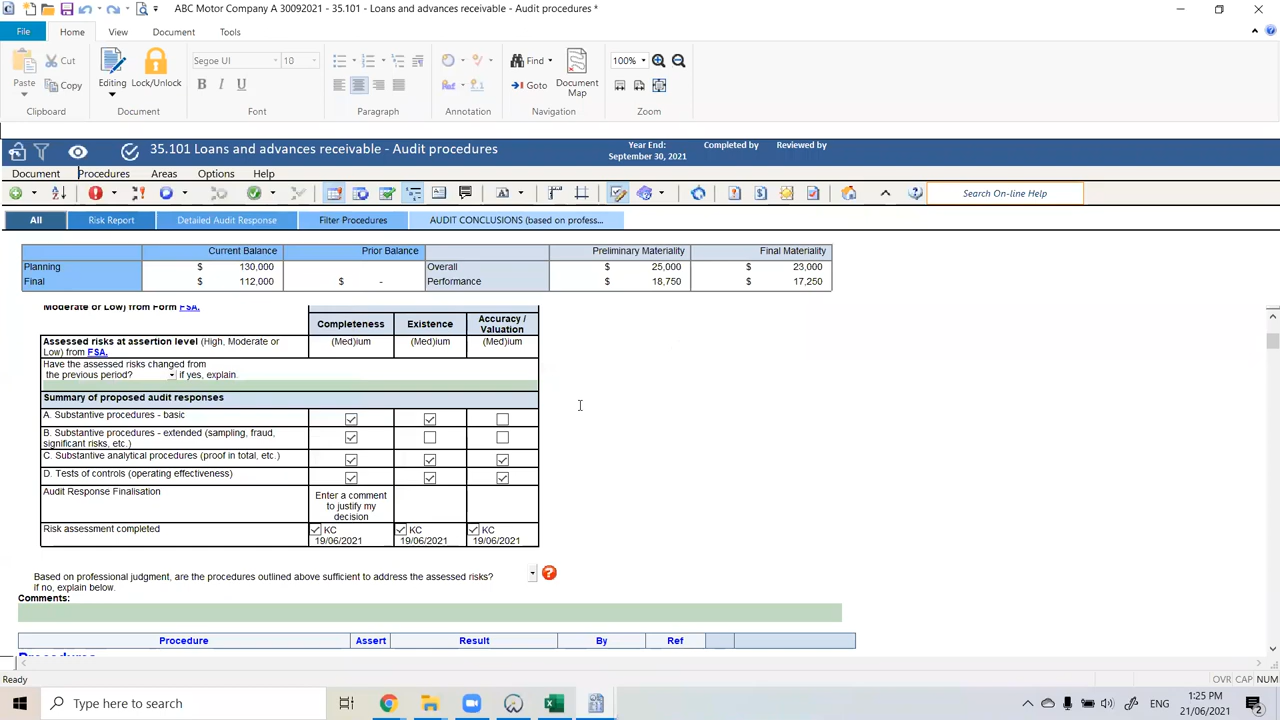 ABC Motor Company A 30092021 - 35.101 - Loans and advances receivable - Audit procedures *
File Home View Document Tools
Paste Cut Copy Clipboard
Editing Lock/Unlock Document
Segoe UI 10 B I U Font
Paragraph
Annotation
Find Goto Document Map Navigation
100% Zoom
35.101 Loans and advances receivable - Audit procedures
Year End: September 30, 2021
Completed by
Reviewed by
Document Procedures Areas Options Help
Search On-line Help
All Risk Report Detailed Audit Response Filter Procedures AUDIT CONCLUSIONS (based on profess...
Current Balance Prior Balance Preliminary Materiality Final Materiality
Planning $ 130,000 Overall $ 25,000 $ 23,000
Final $ 112,000 $ - Performance $ 18,750 $ 17,250
Moderate or Low) from Form FSA.
Completeness Existence Accuracy / Valuation
Assessed risks at assertion level (High, Moderate or
Low) from FSA.
(Med)ium (Med)ium (Med)ium
Have the assessed risks changed from
the previous period? if yes, explain.
Summary of proposed audit responses
A. Substantive procedures - basic
B. Substantive procedures - extended (sampling, fraud,
significant risks, etc.)
C. Substantive analytical procedures (proof in total, etc.)
D. Tests of controls (operating effectiveness)
Audit Response Finalisation
Enter a comment
to justify my
decision
Risk assessment completed
KC 19/06/2021
KC 19/06/2021
KC 19/06/2021
Based on professional judgment, are the procedures outlined above sufficient to address the assessed risks?
if no, explain below.
Comments:
Procedure Assert Result By Ref
Ready
OVR CAP NUM
Type here to search
ENG
1:25 PM
21/06/2021
2